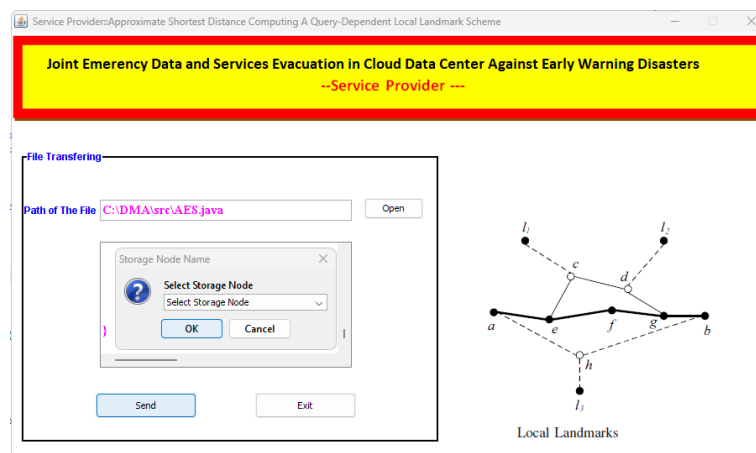 Service Provider::Approximate Shortest Distance Computing A Query-Dependent Local Landmark Scheme
Joint Emerency Data and Services Evacuation in Cloud Data Center Against Early Warning Disasters
--Service Provider ---
File Transfering
Path of The File
C:\DMA\src\AES.java
Open
Storage Node Name
Select Storage Node
Select Storage Node
OK
Cancel
}
Send
Exit
l1
l2
c
d
a
e
f
g
b
h
l3
Local Landmarks